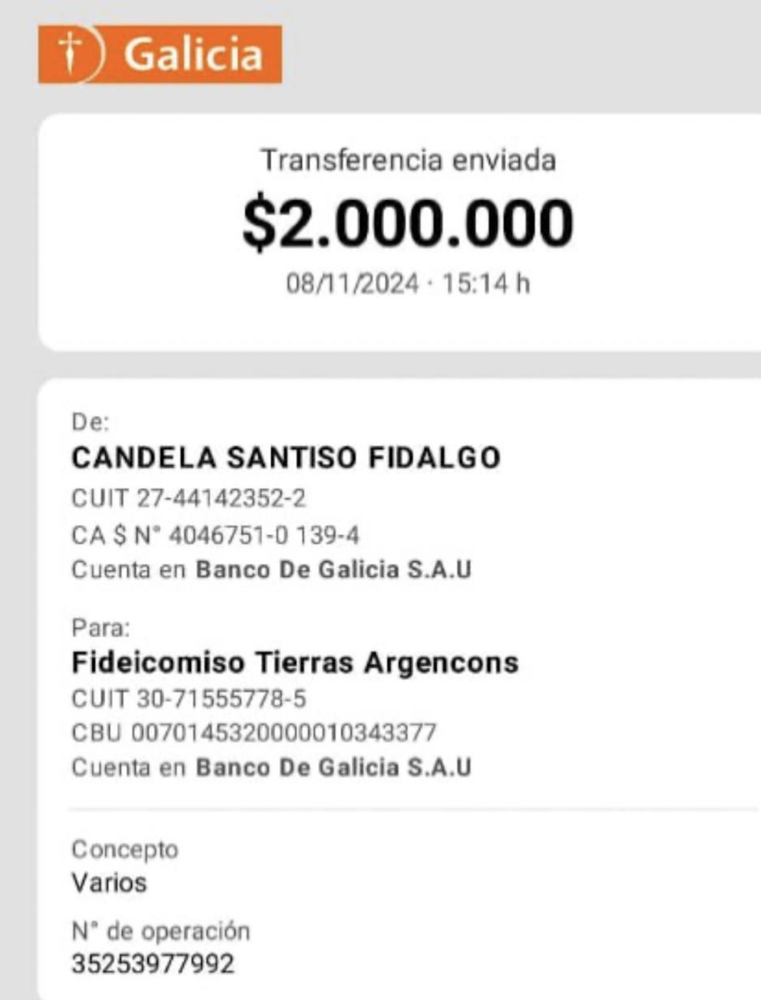 Galicia
Transferencia enviada
$2.000.000
08/11/2024 · 15:14 h
De:
CANDELA SANTISO FIDALGO
CUIT 27-44142352-2
CA $ N° 4046751-0 139-4
Cuenta en Banco De Galicia S.A.U
Para:
Fideicomiso Tierras Argencons
CUIT 30-71555778-5
CBU 0070145320000010343377
Cuenta en Banco De Galicia S.A.U
Concepto
Varios
N° de operación
35253977992